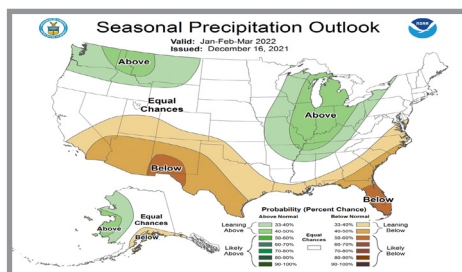 Seasonal Precipitation Outlook
Valid: Jan-Feb-Mar 2022
Issued: December 16, 2021
Above
Equal
Chances
Above
Below
Below
Above
Equal
Chances
Below
Probability (Percent Chance)
Above Normal
Below Normal
Leaning
Above
Likely
Above
33-40%
40-50%
50-60%
60-70%
70-80%
80-90%
90-100%
Equal
Chances
33-40%
40-50%
50-60%
60-70%
70-80%
80-90%
90-100%
Leaning
Below
Likely
Below